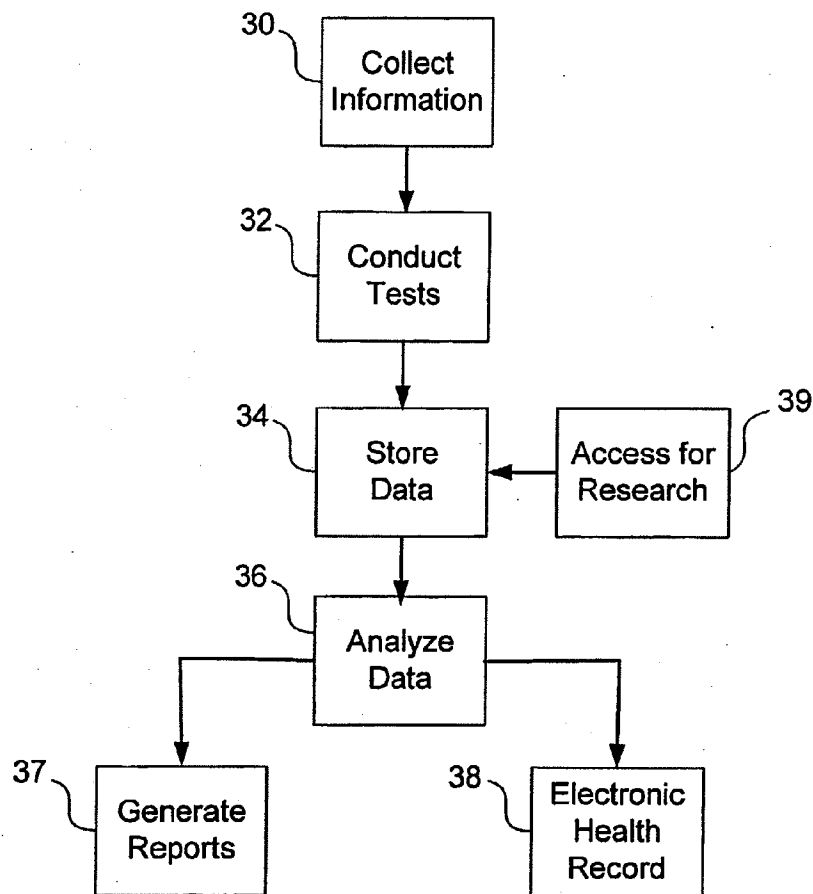 30
Collect
Information
32
Conduct
Tests
34
Store
Data
39
Access for
Research
36
Analyze
Data
37
Generate
Reports
38
Electronic
Health
Record